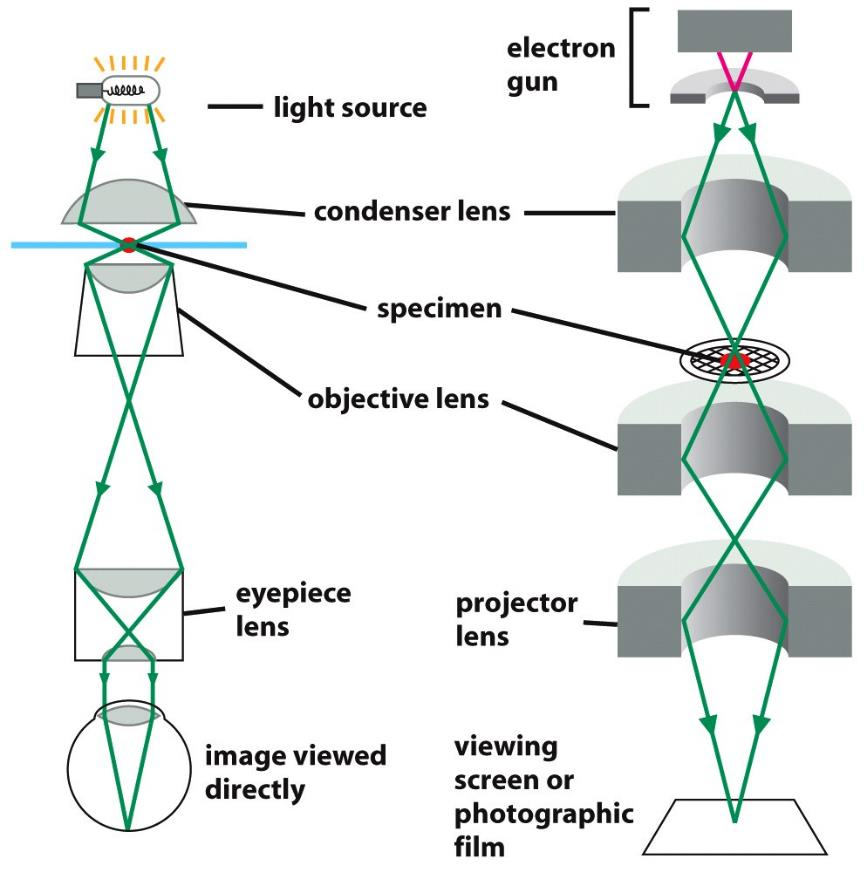 electron
gun
light source
condenser lens
specimen
objective lens
eyepiece
lens
projector
lens
image viewed
directly
viewing
screen or
photographic
film